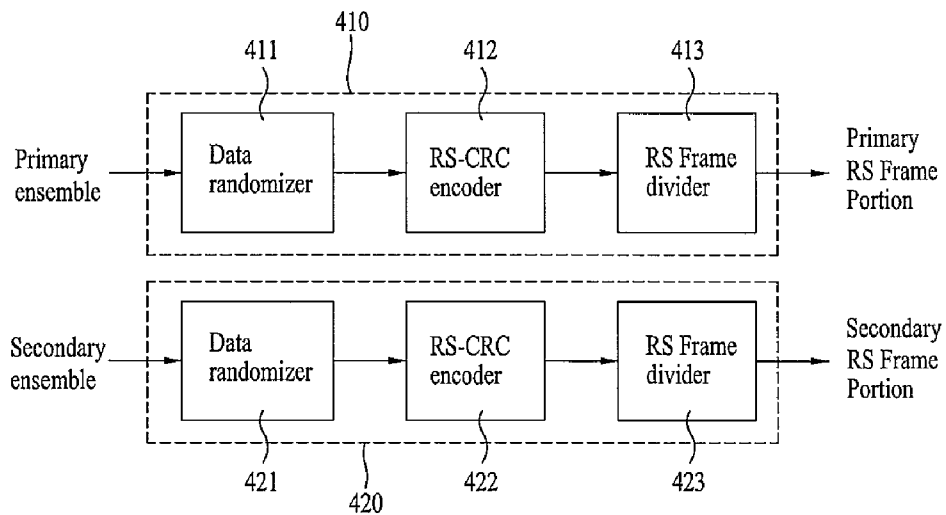 410
411
412
413
Primary
ensemble
Data
randomizer
RS-CRC
encoder
RS Frame
divider
Primary
RS Frame
Portion
Secondary
ensemble
Data
randomizer
RS-CRC
encoder
RS Frame
divider
Secondary
RS Frame
Portion
421
420
422
423